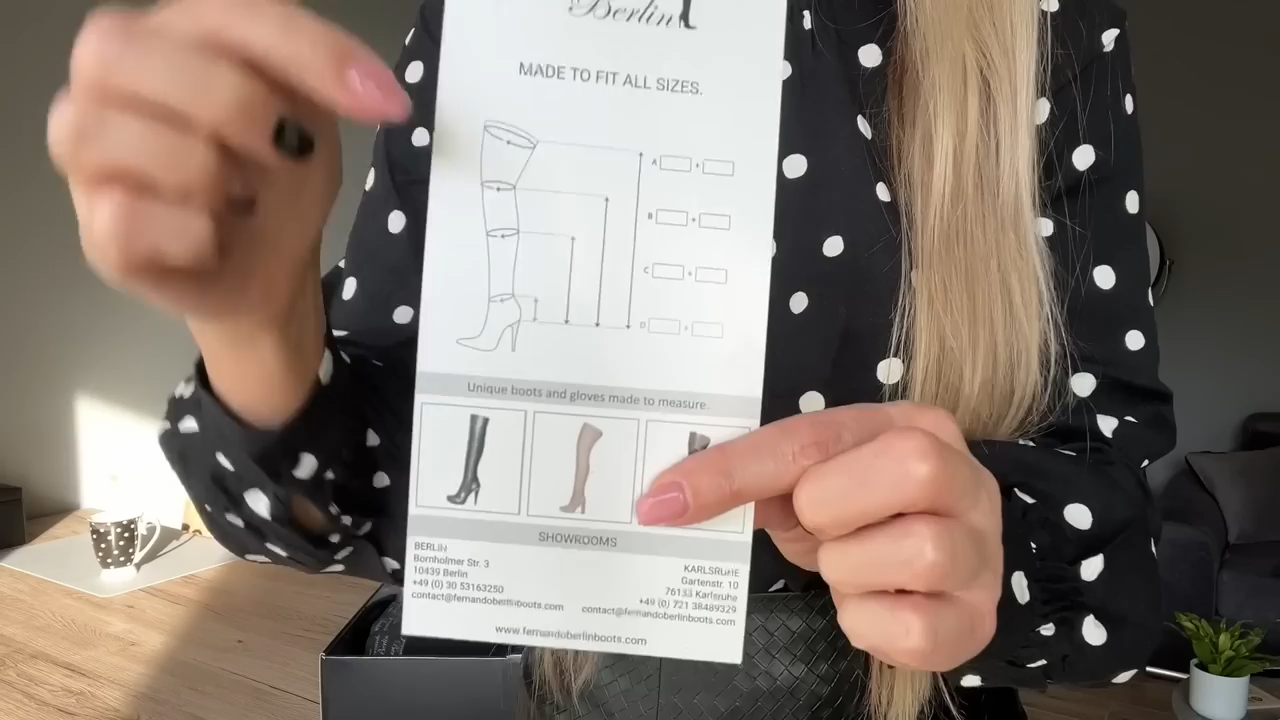 Berlin
MADE TO FIT ALL SIZES.
A +
B +
C +
D +
Unique boots and gloves made to measure.
SHOWROOMS
BERLIN
Bornholmer Str. 3
10439 Berlin
+49 (0) 30 53163250
contact@fernandoberlinboots.com
KARLSRUHE
Gartenstr. 10
76133 Karlsruhe
+49 (0) 721 38489329
contact@fernandoberlinboots.com
www.fernandoberlinboots.com